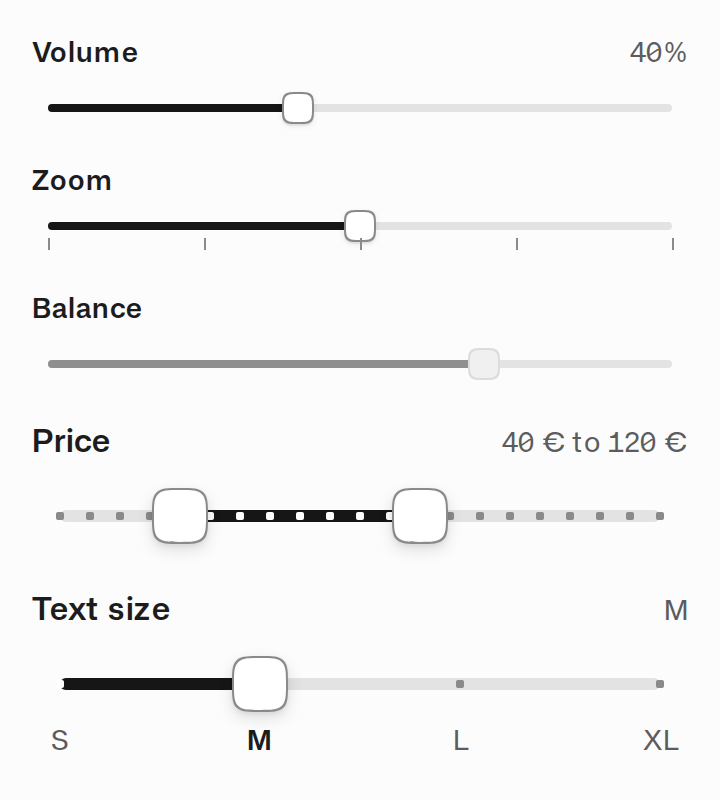 Volume 40%
Zoom
Balance
Price 40 € to 120 €
Text size M
S M L XL